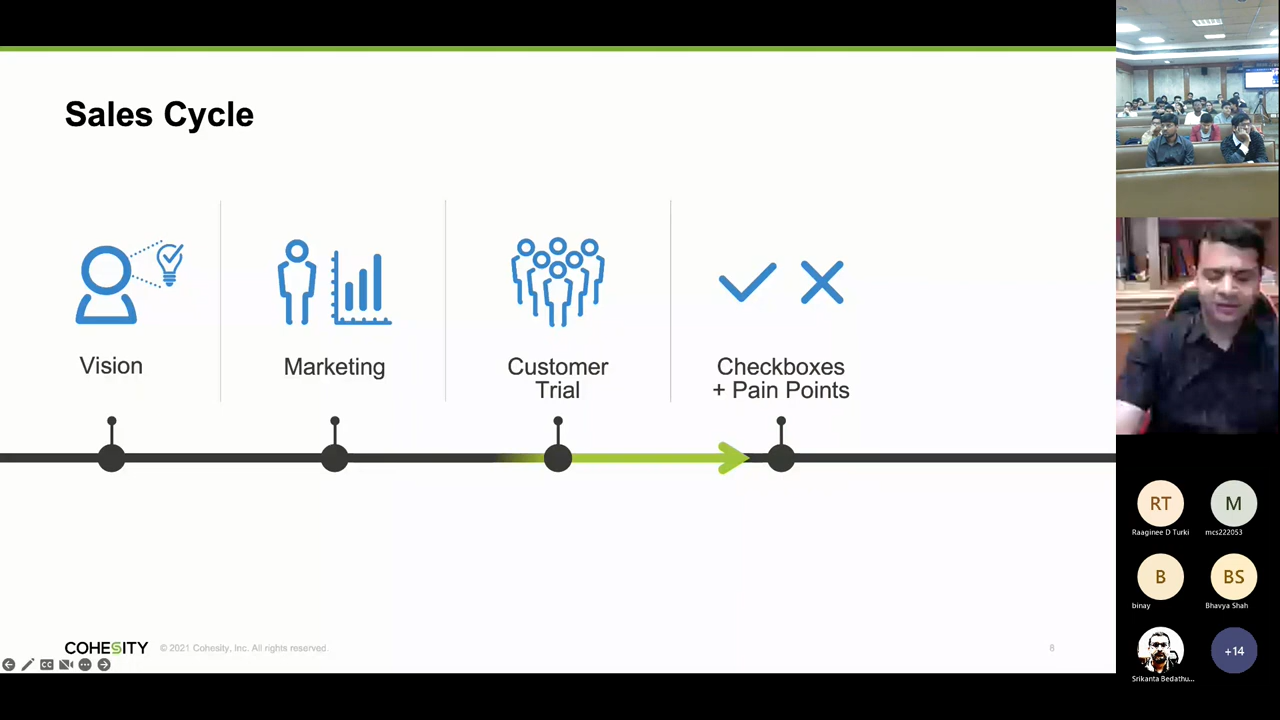 Sales Cycle
Vision
Marketing
Customer
Trial
Checkboxes
+ Pain Points
COHESITY
© 2021 Cohesity, Inc. All rights reserved.
8
RT
M
Raaginee D Turki
mcs222053
B
BS
binay
Bhavya Shah
+14
Srikanta Bedathu...
CC